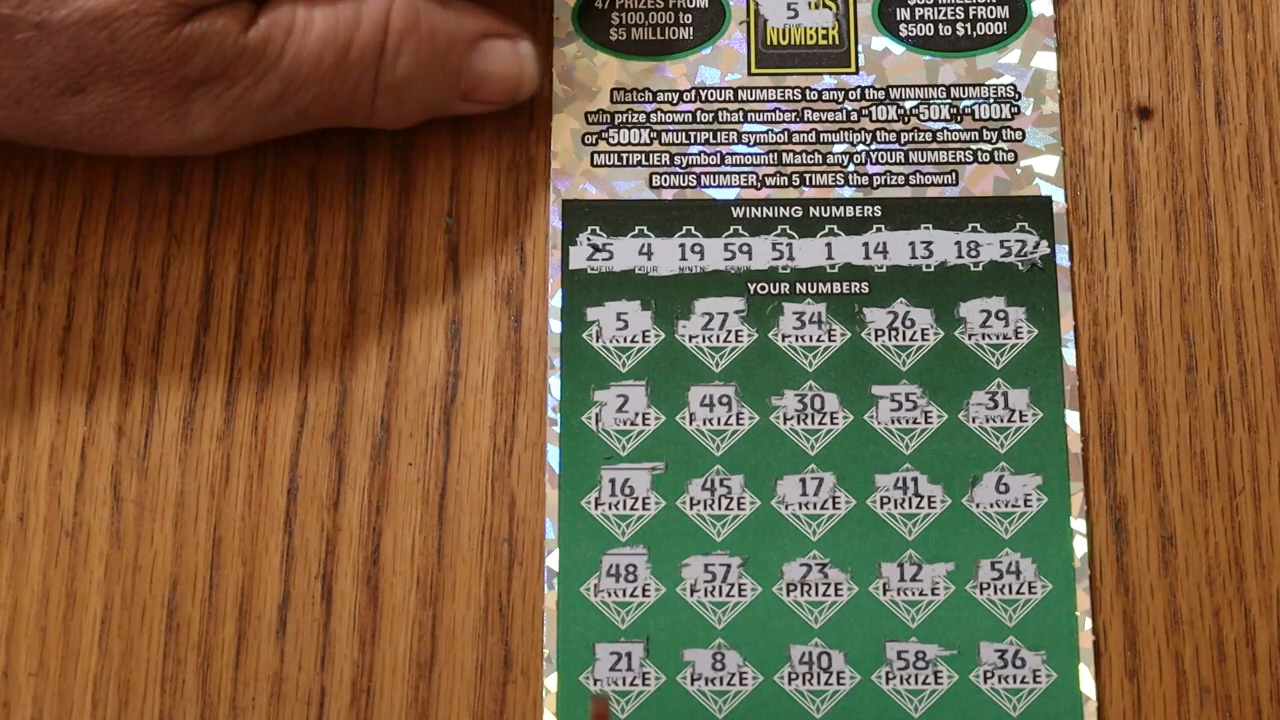 47 PRIZES FROM
$100,000 to
$5 MILLION!
5
NUMBER
IN PRIZES FROM
$500 to $1,000!
Match any of YOUR NUMBERS to any of the WINNING NUMBERS,
win prize shown for that number. Reveal a "10X", "50X", "100X"
or "500X" MULTIPLIER symbol and multiply the prize shown by the
MULTIPLIER symbol amount! Match any of YOUR NUMBERS to the
BONUS NUMBER, win 5 TIMES the prize shown!
WINNING NUMBERS
25 4 19 59 51 1 14 13 18 52
YOUR NUMBERS
5 27 34 26 29
PRIZE PRIZE PRIZE PRIZE PRIZE
2 49 30 55 31
PRIZE PRIZE PRIZE PRIZE PRIZE
16 45 17 41 6
PRIZE PRIZE PRIZE PRIZE PRIZE
48 57 23 12 54
PRIZE PRIZE PRIZE PRIZE PRIZE
21 8 40 58 36
PRIZE PRIZE PRIZE PRIZE PRIZE